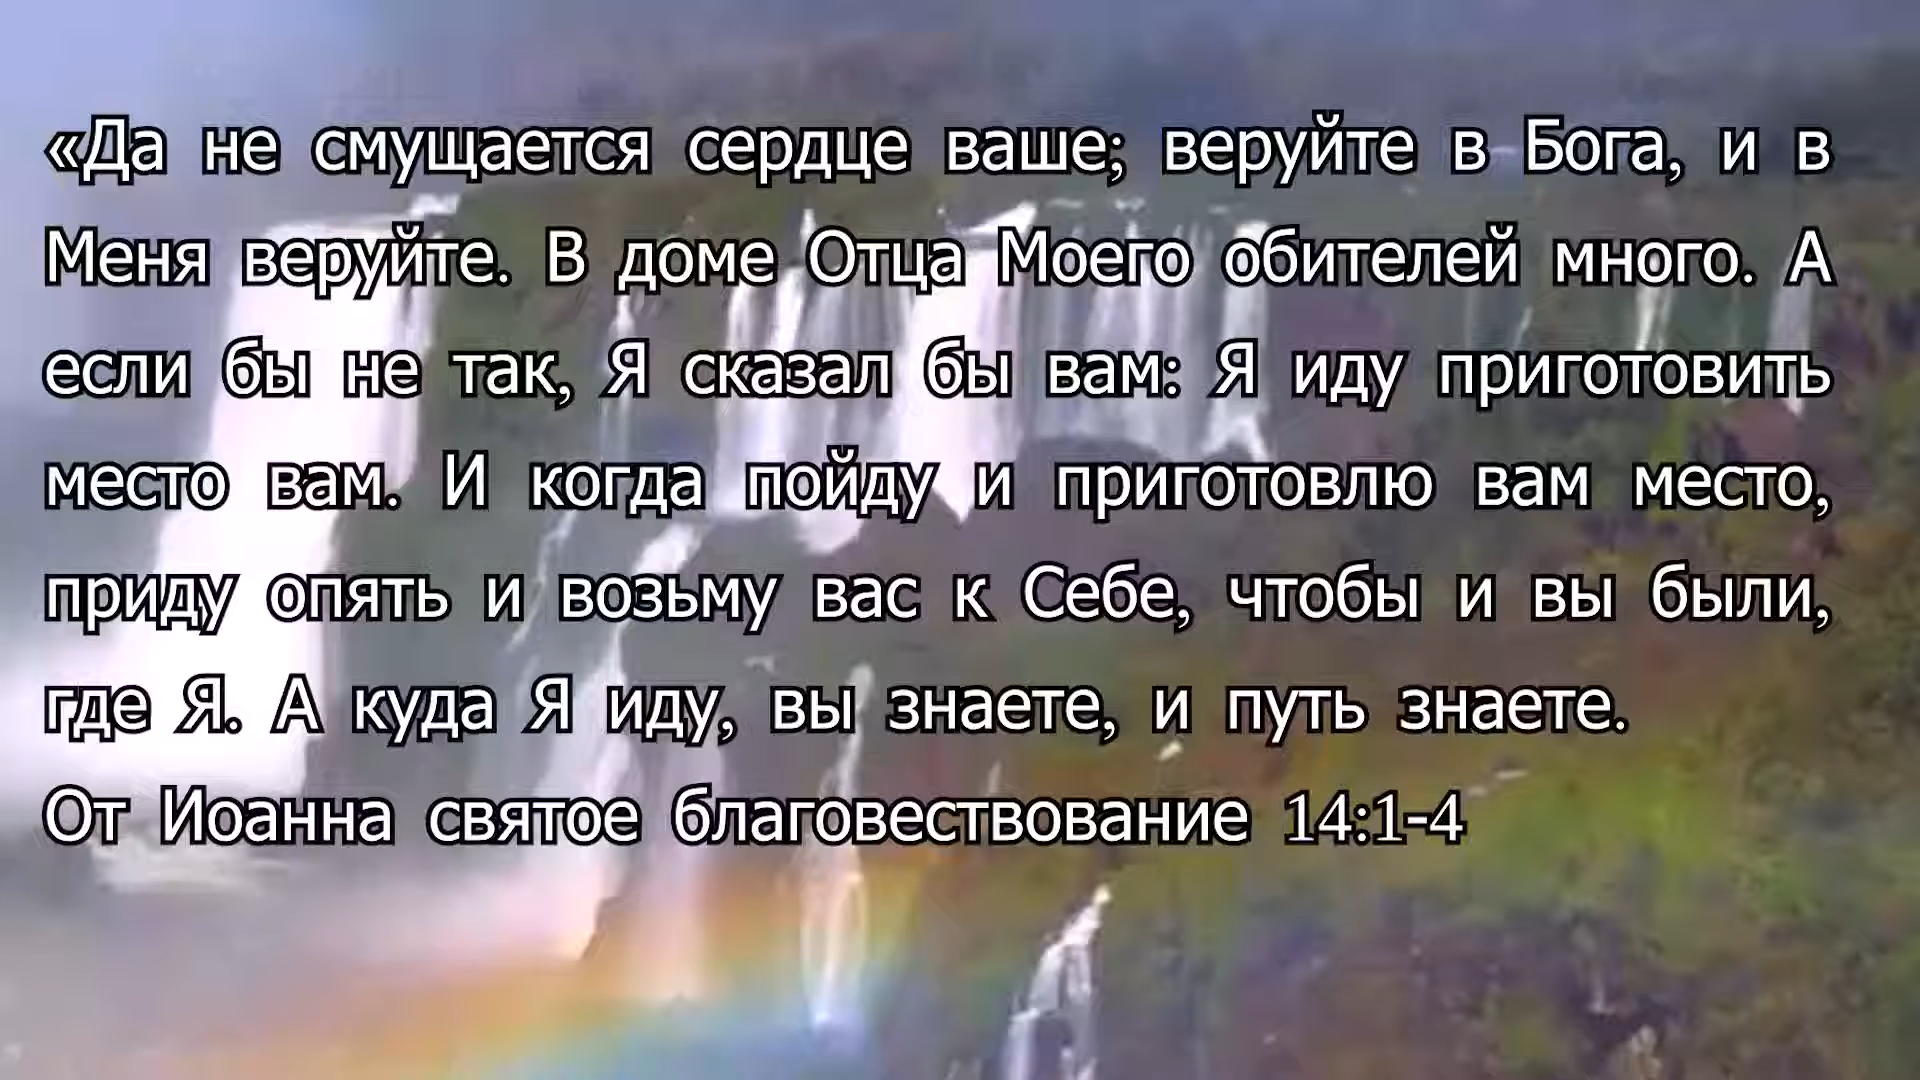 «Да не смущается сердце ваше; веруйте в Бога, и в
Меня веруйте. В доме Отца Моего обителей много. А
если бы не так, Я сказал бы вам: Я иду приготовить
место вам. И когда пойду и приготовлю вам место,
приду опять и возьму вас к Себе, чтобы и вы были,
где Я. А куда Я иду, вы знаете, и путь знаете.
От Иоанна святое благовествование 14:1-4